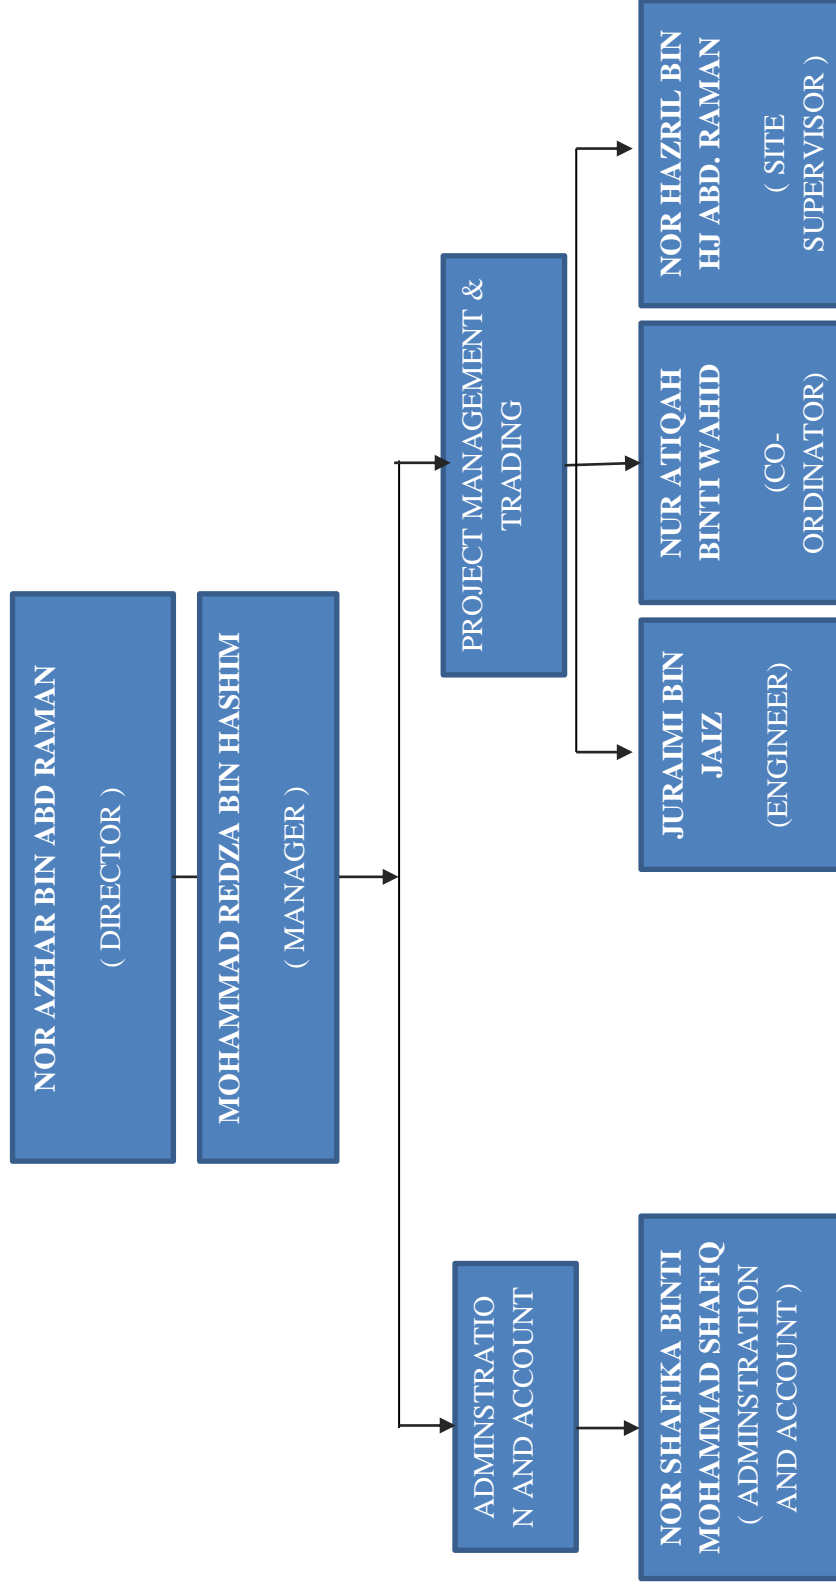 NOR AZHAR BIN ABD RAMAN
( DIRECTOR )
MOHAMMAD REDZA BIN HASHIM
( MANAGER )
ADMINSTRATIO
N AND ACCOUNT
PROJECT MANAGEMENT &
TRADING
NOR SHAFIKA BINTI
MOHAMMAD SHAFIQ
( ADMINSTRATION
AND ACCOUNT )
JURAIMI BIN
JAIZ
(ENGINEER)
NUR ATIQAH
BINTI WAHID
(CO-
ORDINATOR)
NOR HAZRIL BIN
HJ ABD. RAMAN
( SITE
SUPERVISOR )